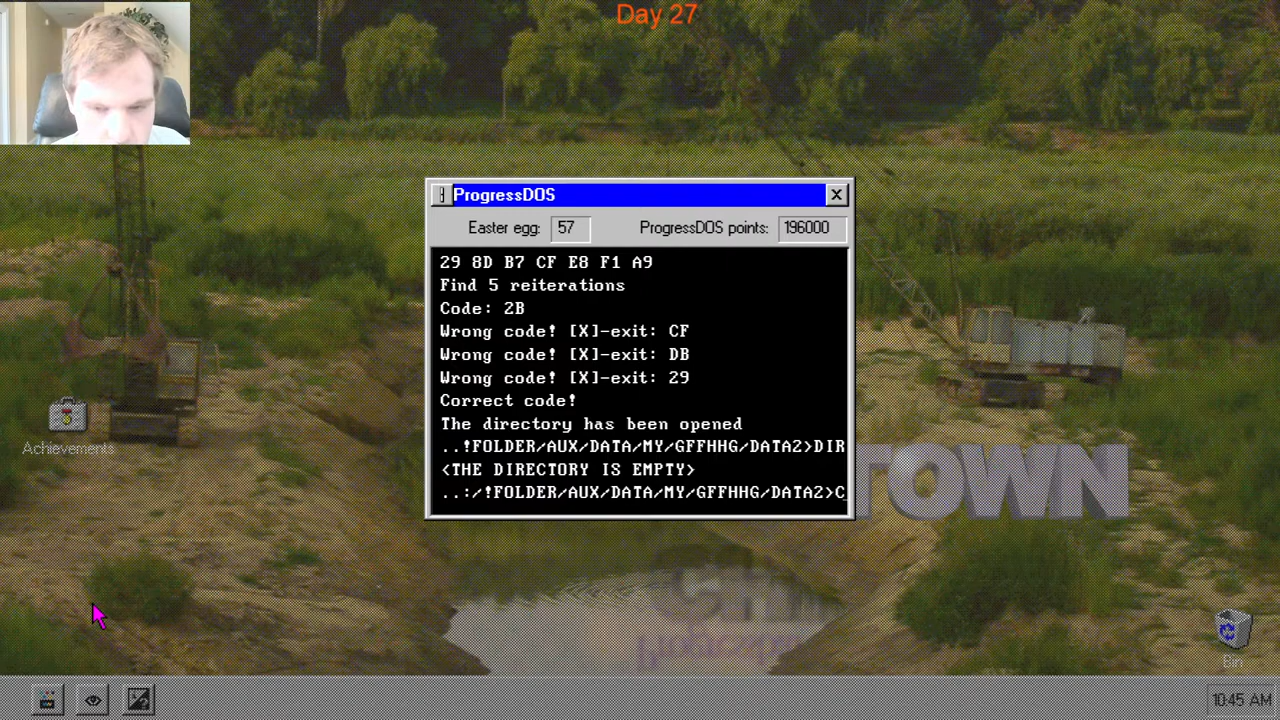 Day 27
ProgressDOS
Easter egg: 57 ProgressDOS points: 196000
29 8D B7 CF E8 F1 A9
Find 5 reiterations
Code: 2B
Wrong code! [X]-exit: CF
Wrong code! [X]-exit: DB
Wrong code! [X]-exit: 29
Correct code!
The directory has been opened
..!FOLDER/AUX/DATA/MY/GFFHHG/DATA2>DIR
<THE DIRECTORY IS EMPTY>
..:/!FOLDER/AUX/DATA/MY/GFFHHG/DATA2>C_
Achievements
TOWN
Bin
10:45 AM